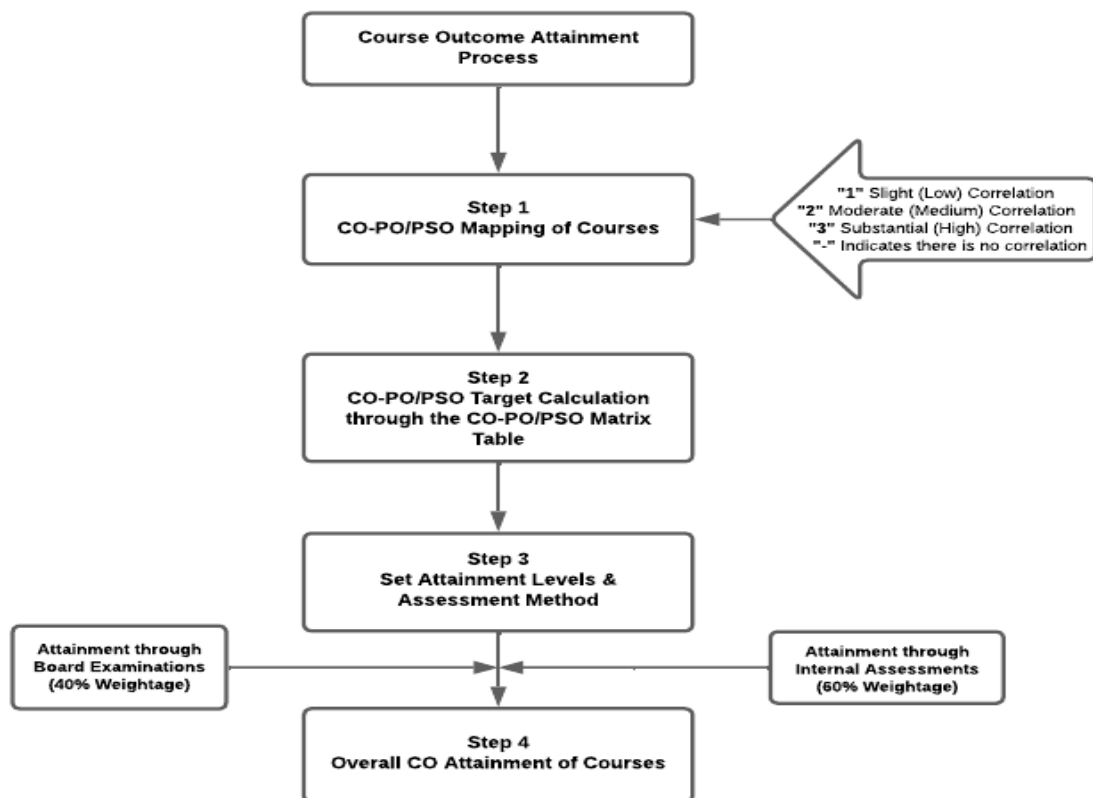 Course Outcome Attainment
Process
Step 1
CO-PO/PSO Mapping of Courses
"1" Slight (Low) Correlation
"2" Moderate (Medium) Correlation
"3" Substantial (High) Correlation
"-" Indicates there is no correlation
Step 2
CO-PO/PSO Target Calculation
through the CO-PO/PSO Matrix
Table
Step 3
Set Attainment Levels &
Assessment Method
Attainment through
Board Examinations
(40% Weightage)
Attainment through
Internal Assessments
(60% Weightage)
Step 4
Overall CO Attainment of Courses